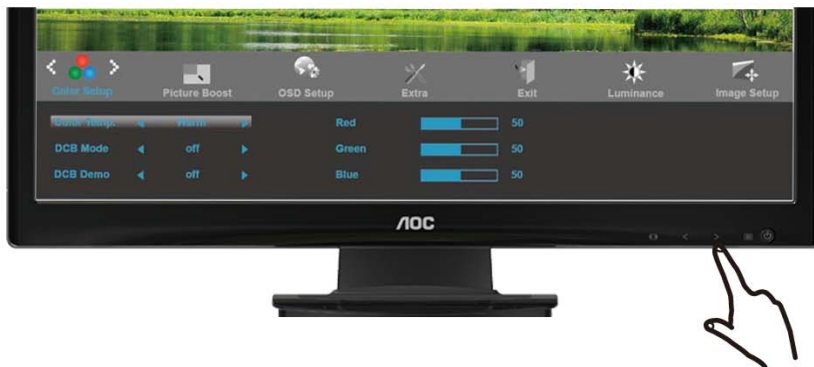 Color Setup Picture Boost OSD Setup Extra Exit Luminance Image Setup
Color Temp. Warm Red 50
DCB Mode off Green 50
DCB Demo off Blue 50
AOC